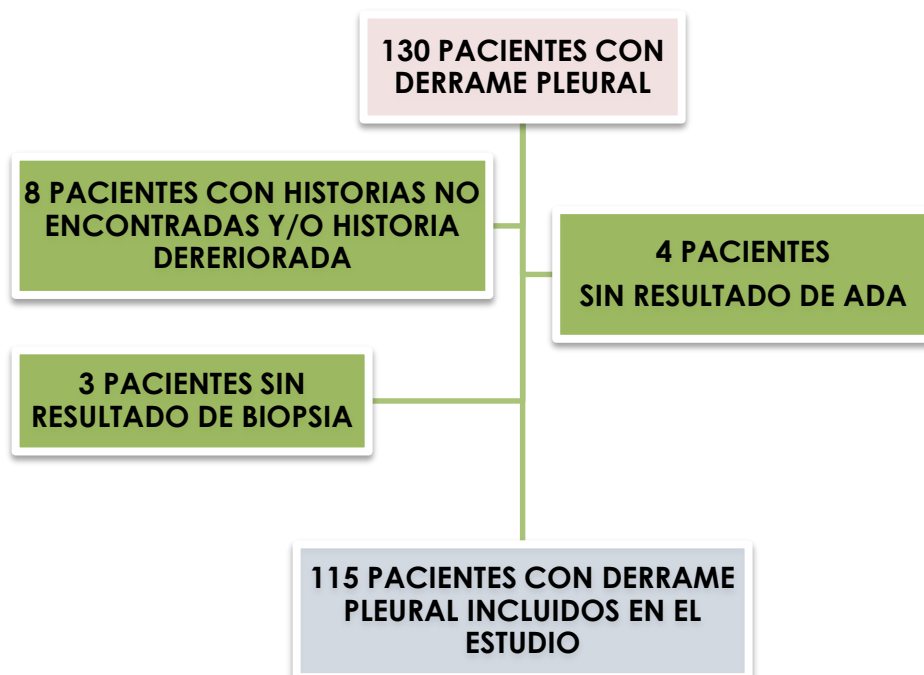 130 PACIENTES CON
DERRAME PLEURAL
8 PACIENTES CON HISTORIAS NO
ENCONTRADAS Y/O HISTORIA
DERERIORADA
4 PACIENTES
SIN RESULTADO DE ADA
3 PACIENTES SIN
RESULTADO DE BIOPSIA
115 PACIENTES CON DERRAME
PLEURAL INCLUIDOS EN EL
ESTUDIO